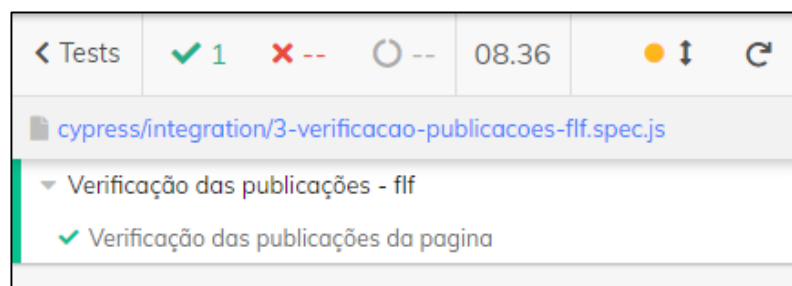 Tests 1 -- -- 08.36
cypress/integration/3-verificacao-publicacoes-flf.spec.js
Verificação das publicações - flf
Verificação das publicações da pagina